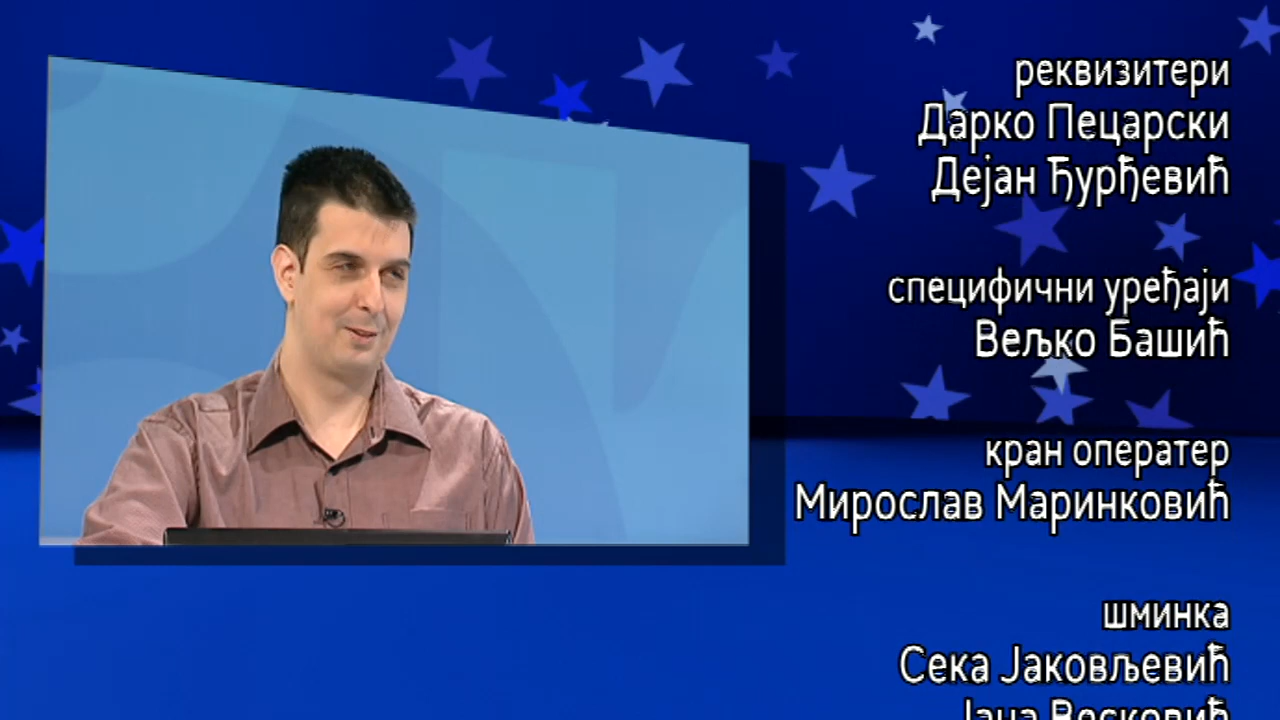 реквизитери
Дарко Пецарски
Дејан Ђурђевић
специфични уређаји
Вељко Башић
кран оператер
Мирослав Маринковић
шминка
Сека Јаковљевић